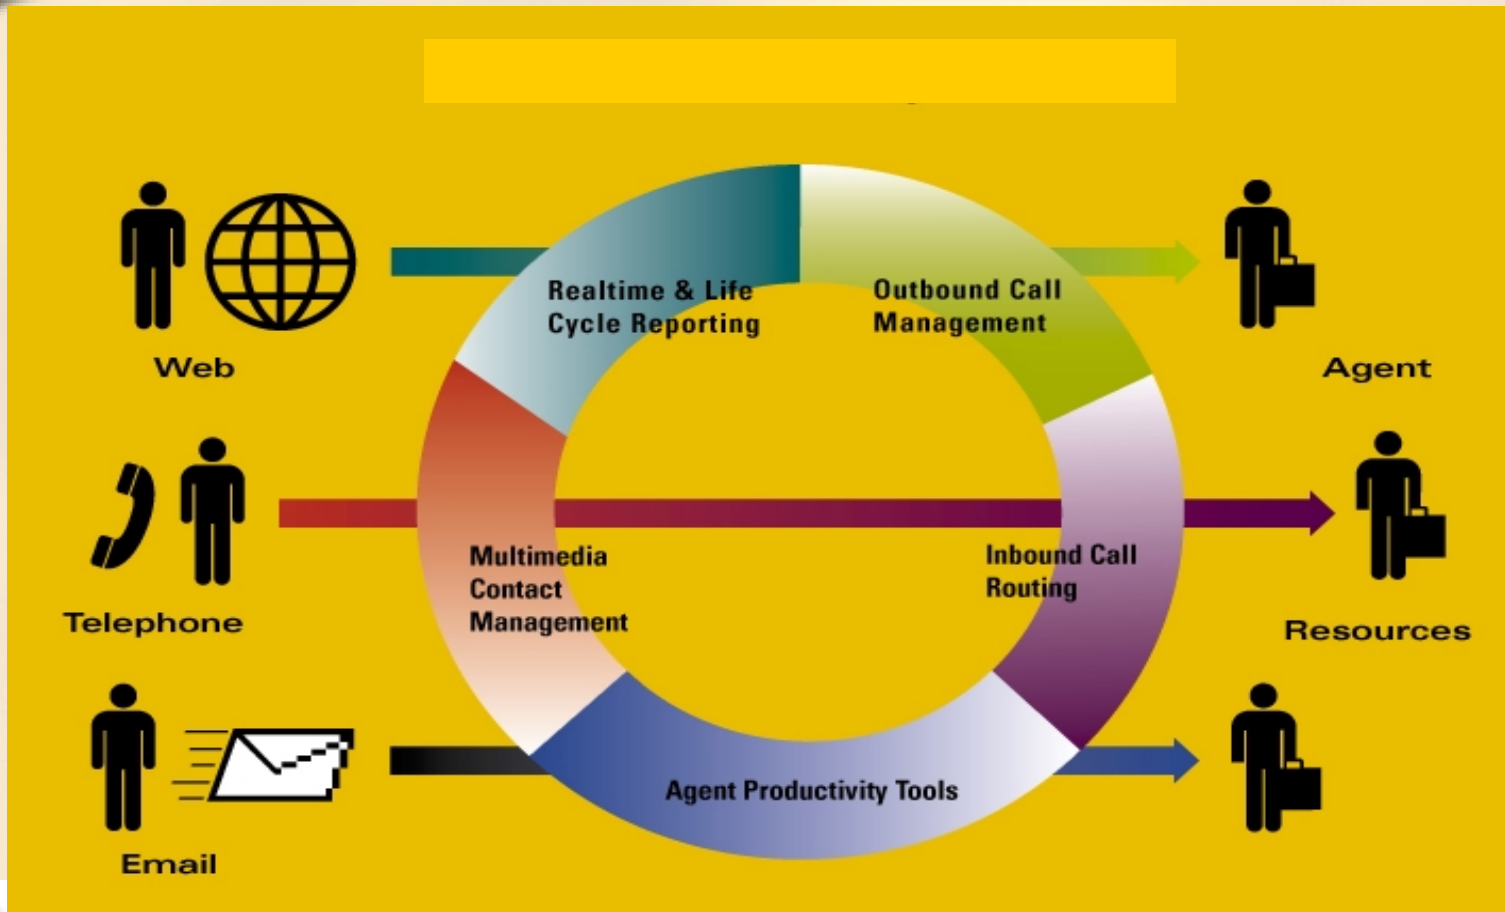 Realtime & Life
Cycle Reporting
Outbound Call
Management
Web
Agent
Multimedia
Contact
Management
Inbound Call
Routing
Telephone
Resources
Agent Productivity Tools
Email